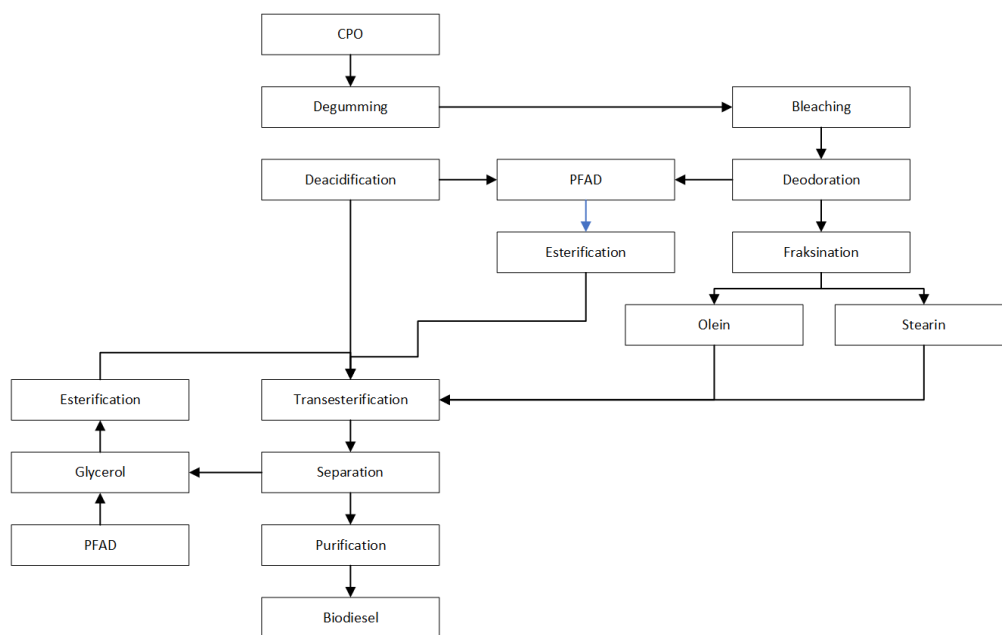 CPO
Degumming
Bleaching
Deacidification
PFAD
Deodoration
Esterification
Fraksination
Olein
Stearin
Esterification
Transesterification
Glycerol
Separation
PFAD
Purification
Biodiesel